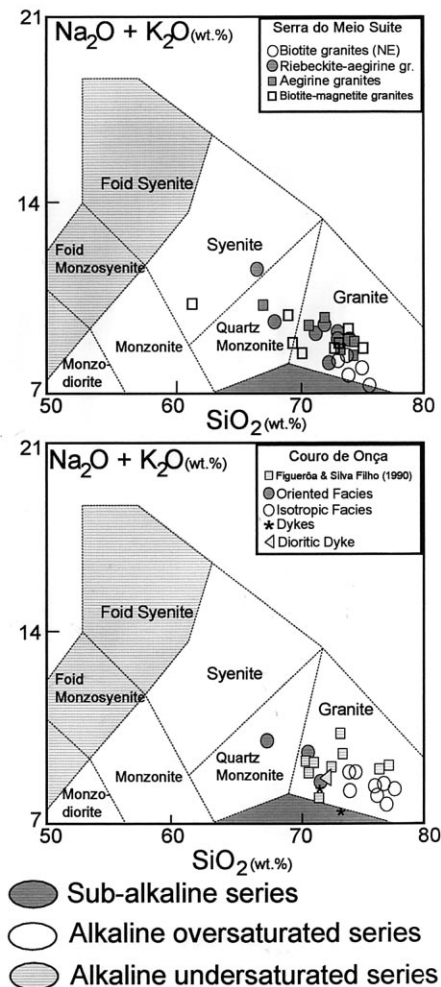 21
Na2O + K2O(wt.%)
Serra do Meio Suite
Biotite granites (NE)
Riebeckite-aegirine gr.
Aegirine granites
Biotite-magnetite granites
Foid Syenite
14
Syenite
Foid
Monzosyenite
Granite
Monzonite
Quartz
Monzonite
Monzo-
diorite
7
50
60
70
80
SiO2(wt.%)
21
Na2O + K2O(wt.%)
Couro de Onça
Figuerôa & Silva Filho (1990)
Oriented Facies
Isotropic Facies
Dykes
Dioritic Dyke
Foid Syenite
14
Syenite
Foid
Monzosyenite
Granite
Monzonite
Quartz
Monzonite
Monzo-
diorite
7
50
60
70
80
SiO2(wt.%)
Sub-alkaline series
Alkaline oversaturated series
Alkaline undersaturated series